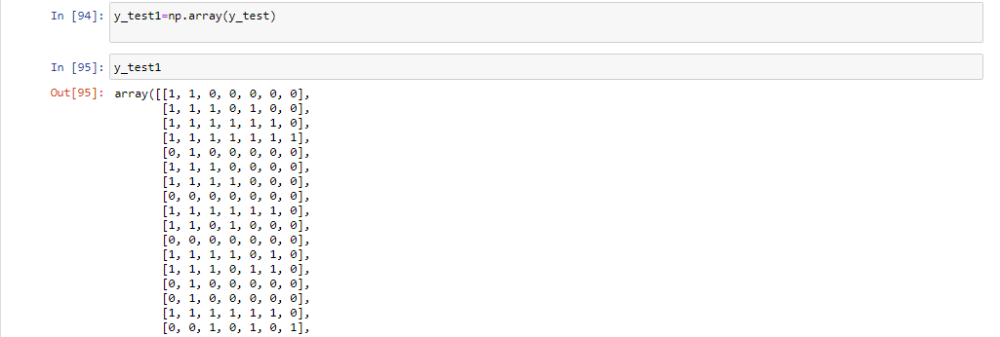 In [94]: y_test1=np.array(y_test)
In [95]: y_test1
Out[95]: array([[1, 1, 0, 0, 0, 0, 0],
[1, 1, 1, 0, 1, 0, 0],
[1, 1, 1, 1, 1, 1, 0],
[1, 1, 1, 1, 1, 1, 1],
[0, 1, 0, 0, 0, 0, 0],
[1, 1, 1, 0, 0, 0, 0],
[1, 1, 1, 1, 0, 0, 0],
[0, 0, 0, 0, 0, 0, 0],
[1, 1, 1, 1, 1, 1, 0],
[1, 1, 0, 1, 0, 0, 0],
[0, 0, 0, 0, 0, 0, 0],
[1, 1, 1, 1, 0, 1, 0],
[1, 1, 1, 0, 1, 1, 0],
[0, 1, 0, 0, 0, 0, 0],
[0, 1, 0, 0, 0, 0, 0],
[1, 1, 1, 1, 1, 1, 0],
[0, 0, 1, 0, 1, 0, 1],